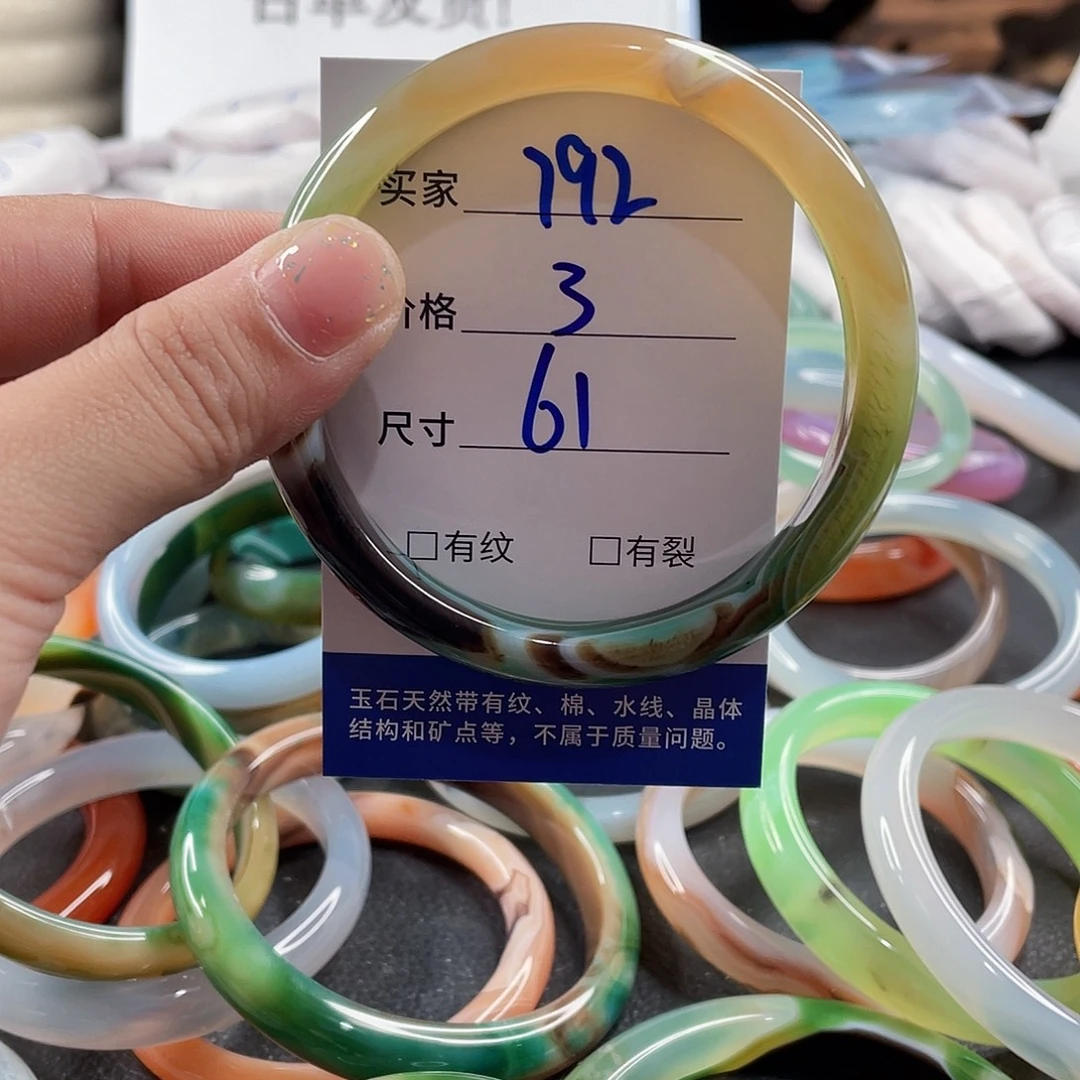 买家 792
价格 3
尺寸 61
□有纹 □有裂
玉石天然带有纹、棉、水线、晶体
结构和矿点等，不属于质量问题。